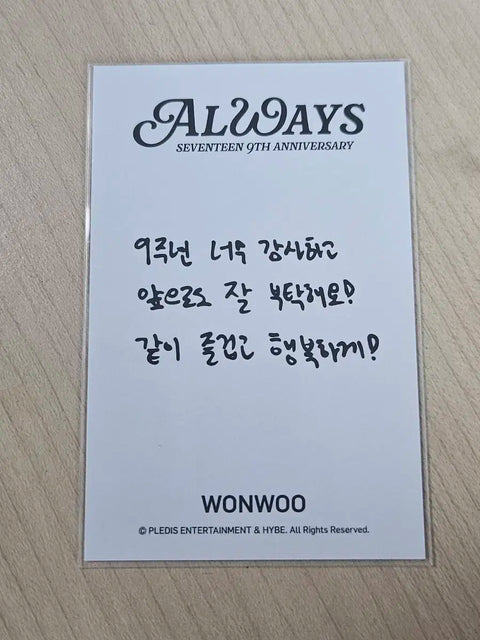 ALWAYS
SEVENTEEN 9TH ANNIVERSARY
9주년 너무 감사하고
앞으로도 잘 부탁해요!
같이 즐겁고 행복하게!
WONWOO
© PLEDIS ENTERTAINMENT & HYBE. All Rights Reserved.